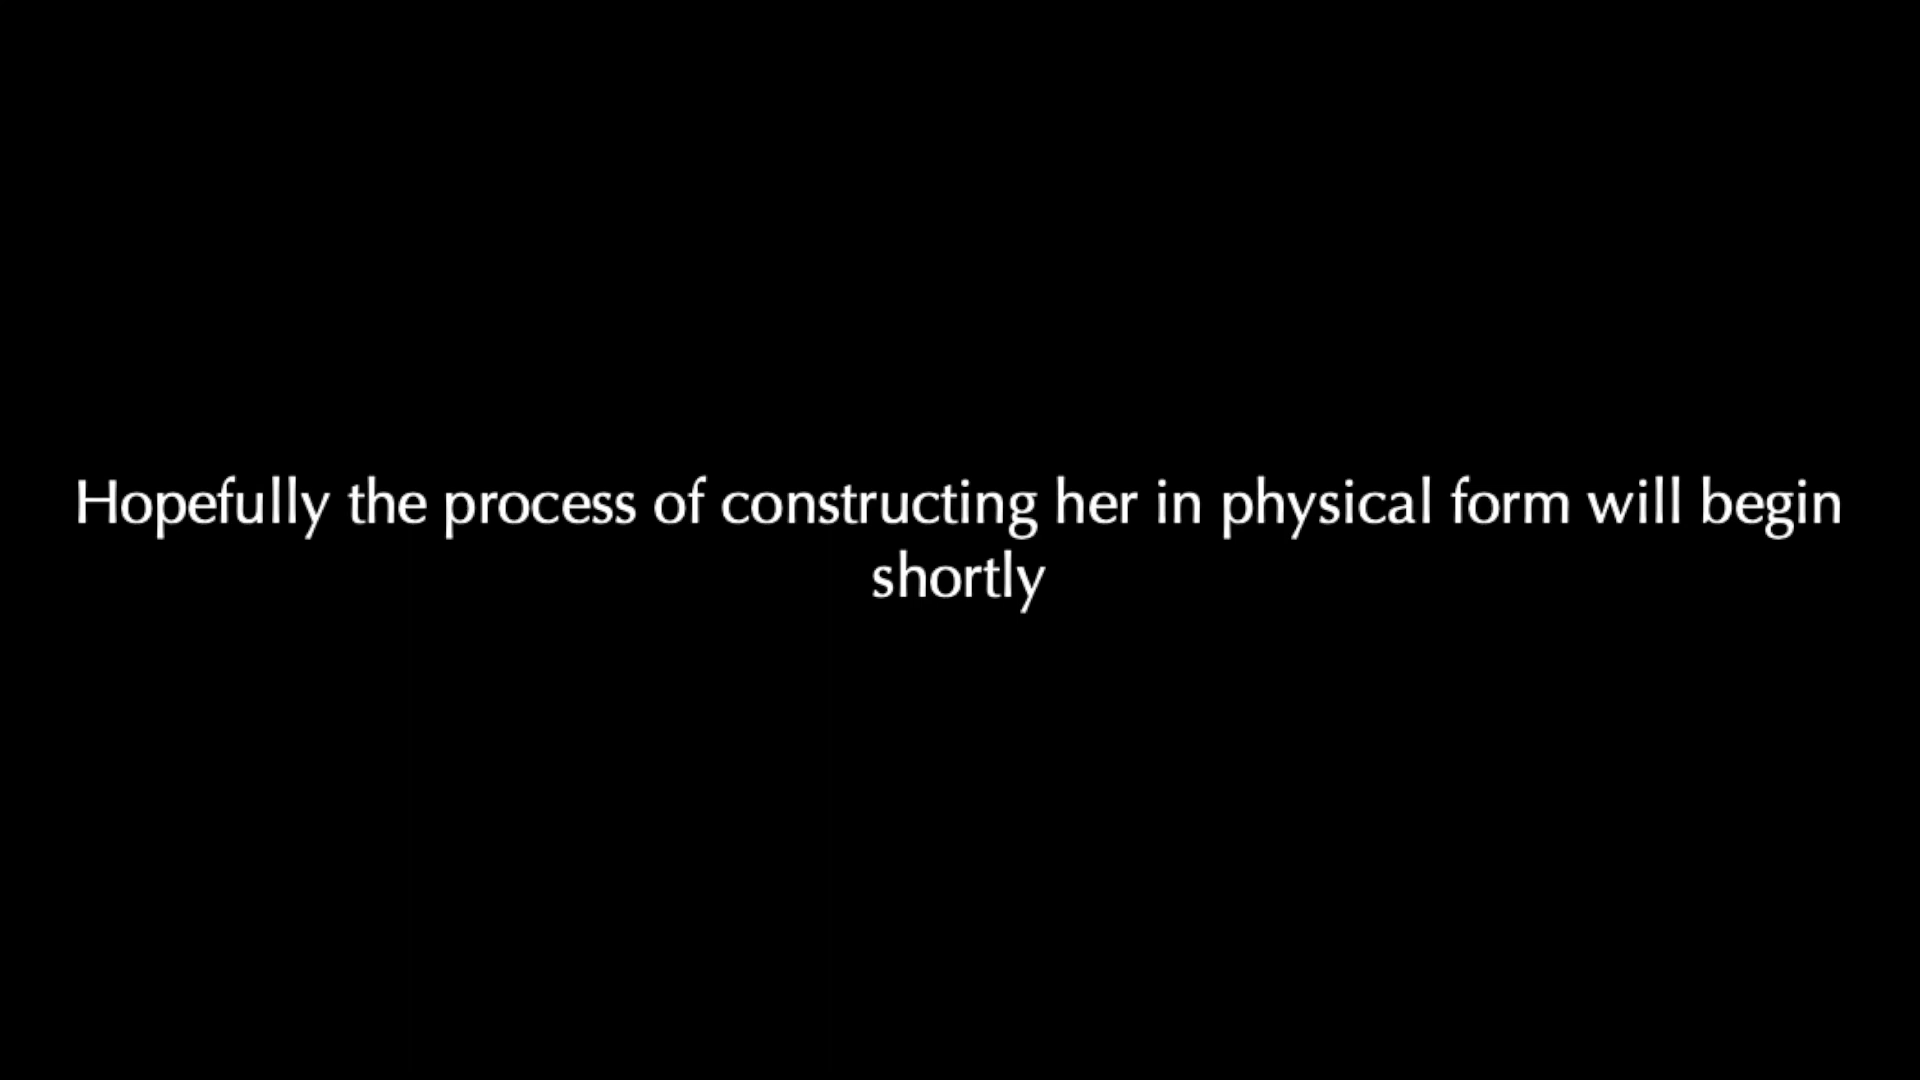 Hopefully the process of constructing her in physical form will begin
shortly